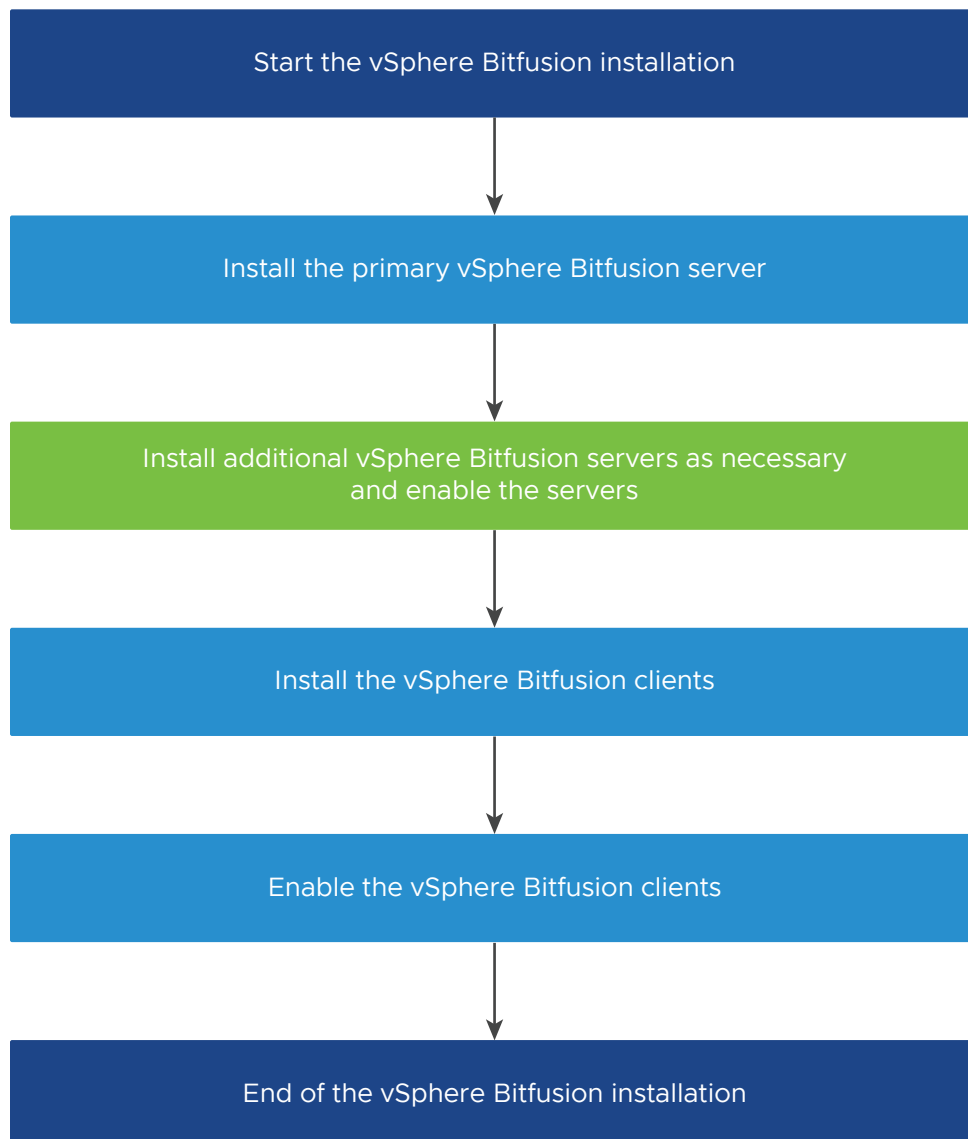 Start the vSphere Bitfusion installation
Install the primary vSphere Bitfusion server
Install additional vSphere Bitfusion servers as necessary
and enable the servers
Install the vSphere Bitfusion clients
Enable the vSphere Bitfusion clients
End of the vSphere Bitfusion installation